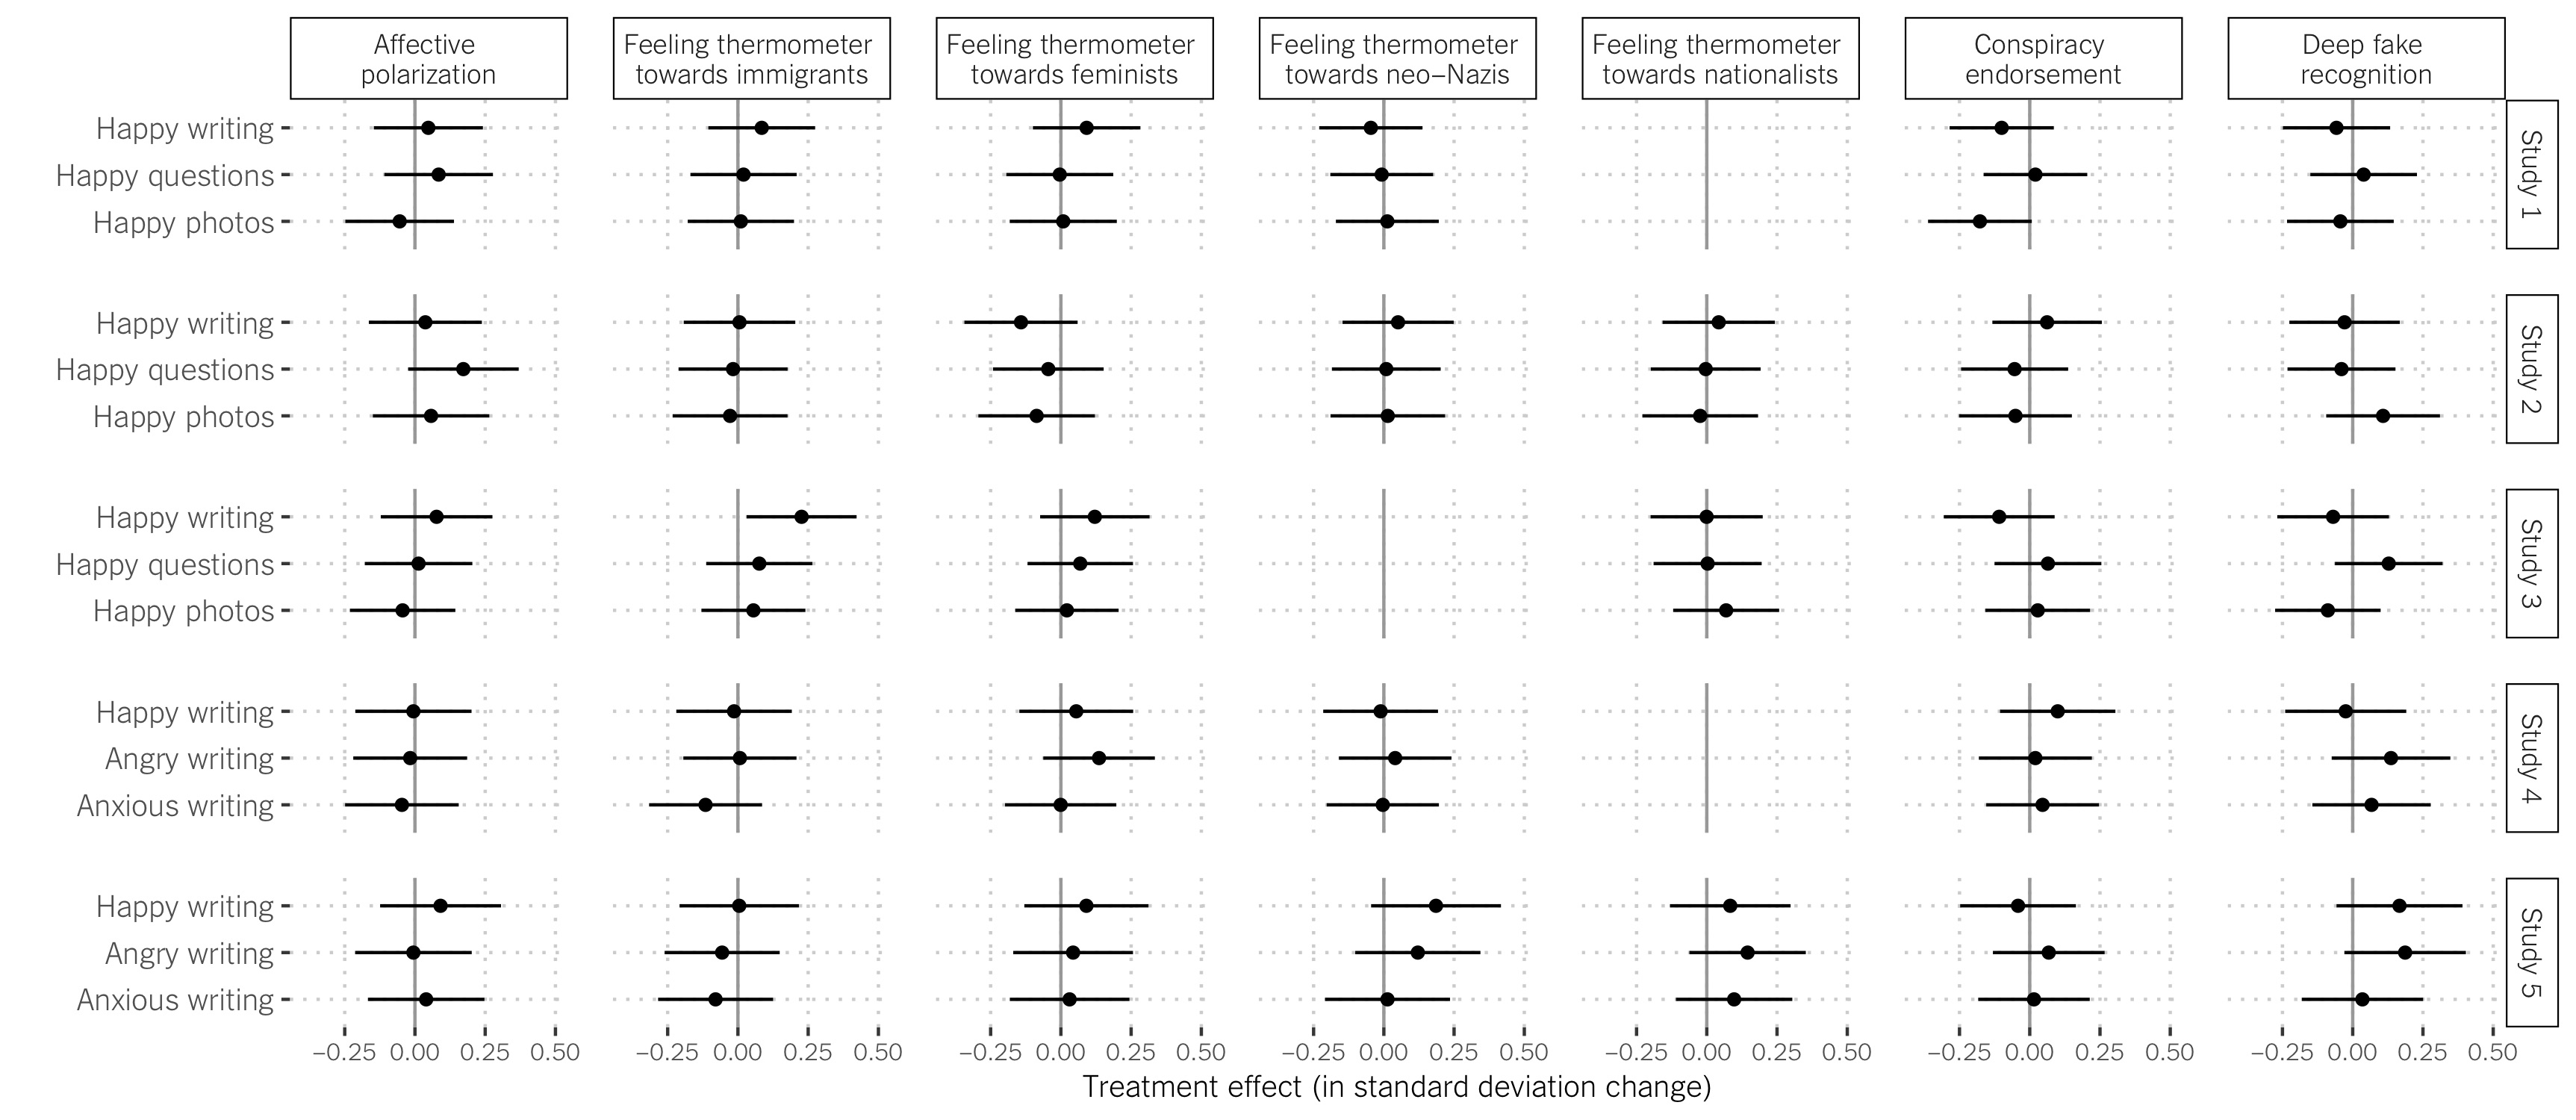 Affective
polarization
Feeling thermometer
towards immigrants
Feeling thermometer
towards feminists
Feeling thermometer
towards neo–Nazis
Feeling thermometer
towards nationalists
Conspiracy
endorsement
Deep fake
recognition
Happy writing
Happy questions
Happy photos
Study 1
Happy writing
Happy questions
Happy photos
Study 2
Happy writing
Happy questions
Happy photos
Study 3
Happy writing
Angry writing
Anxious writing
Study 4
Happy writing
Angry writing
Anxious writing
Study 5
−0.25 0.00 0.25 0.50
−0.25 0.00 0.25 0.50
−0.25 0.00 0.25 0.50
−0.25 0.00 0.25 0.50
−0.25 0.00 0.25 0.50
−0.25 0.00 0.25 0.50
−0.25 0.00 0.25 0.50
Treatment effect (in standard deviation change)